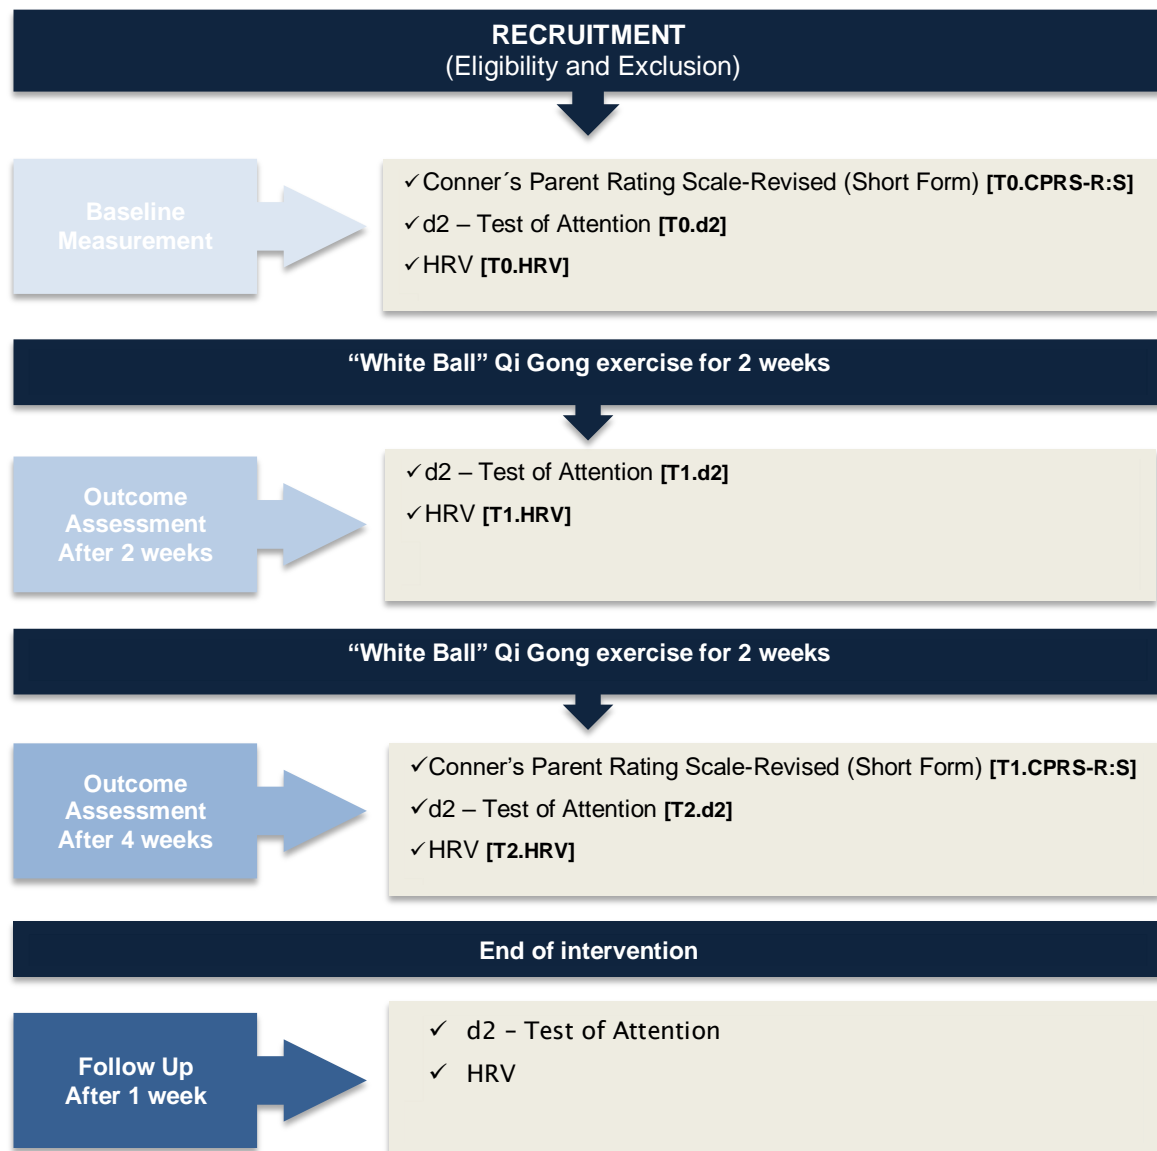 RECRUITMENT
(Eligibility and Exclusion)
Baseline
Measurement
✓Conner´s Parent Rating Scale-Revised (Short Form) [T0.CPRS-R:S]
✓d2 – Test of Attention [T0.d2]
✓HRV [T0.HRV]
“White Ball” Qi Gong exercise for 2 weeks
Outcome
Assessment
After 2 weeks
✓d2 – Test of Attention [T1.d2]
✓HRV [T1.HRV]
“White Ball” Qi Gong exercise for 2 weeks
Outcome
Assessment
After 4 weeks
✓Conner’s Parent Rating Scale-Revised (Short Form) [T1.CPRS-R:S]
✓d2 – Test of Attention [T2.d2]
✓HRV [T2.HRV]
End of intervention
Follow Up
After 1 week
✓ d2 – Test of Attention
✓ HRV